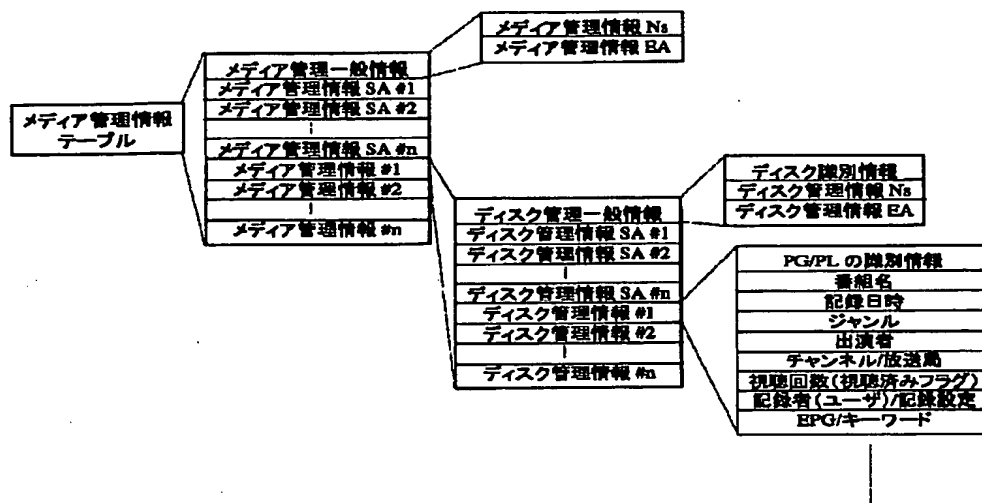 メディア管理情報
テーブル
メディア管理一般情報
メディア管理情報 SA #1
メディア管理情報 SA #2
メディア管理情報 SA #n
メディア管理情報 #1
メディア管理情報 #2
メディア管理情報 #n
メディア管理情報 Ns
メディア管理情報 EA
ディスク管理一般情報
ディスク管理情報 SA #1
ディスク管理情報 SA #2
ディスク管理情報 SA #n
ディスク管理情報 #1
ディスク管理情報 #2
ディスク管理情報 #n
ディスク識別情報
ディスク管理情報 Ns
ディスク管理情報 EA
PG/PL の識別情報
番組名
記録日時
ジャンル
出演者
チャンネル/放送局
視聴回数(視聴済みフラグ)
記録者(ユーザ)/記録設定
EPG/キーワード